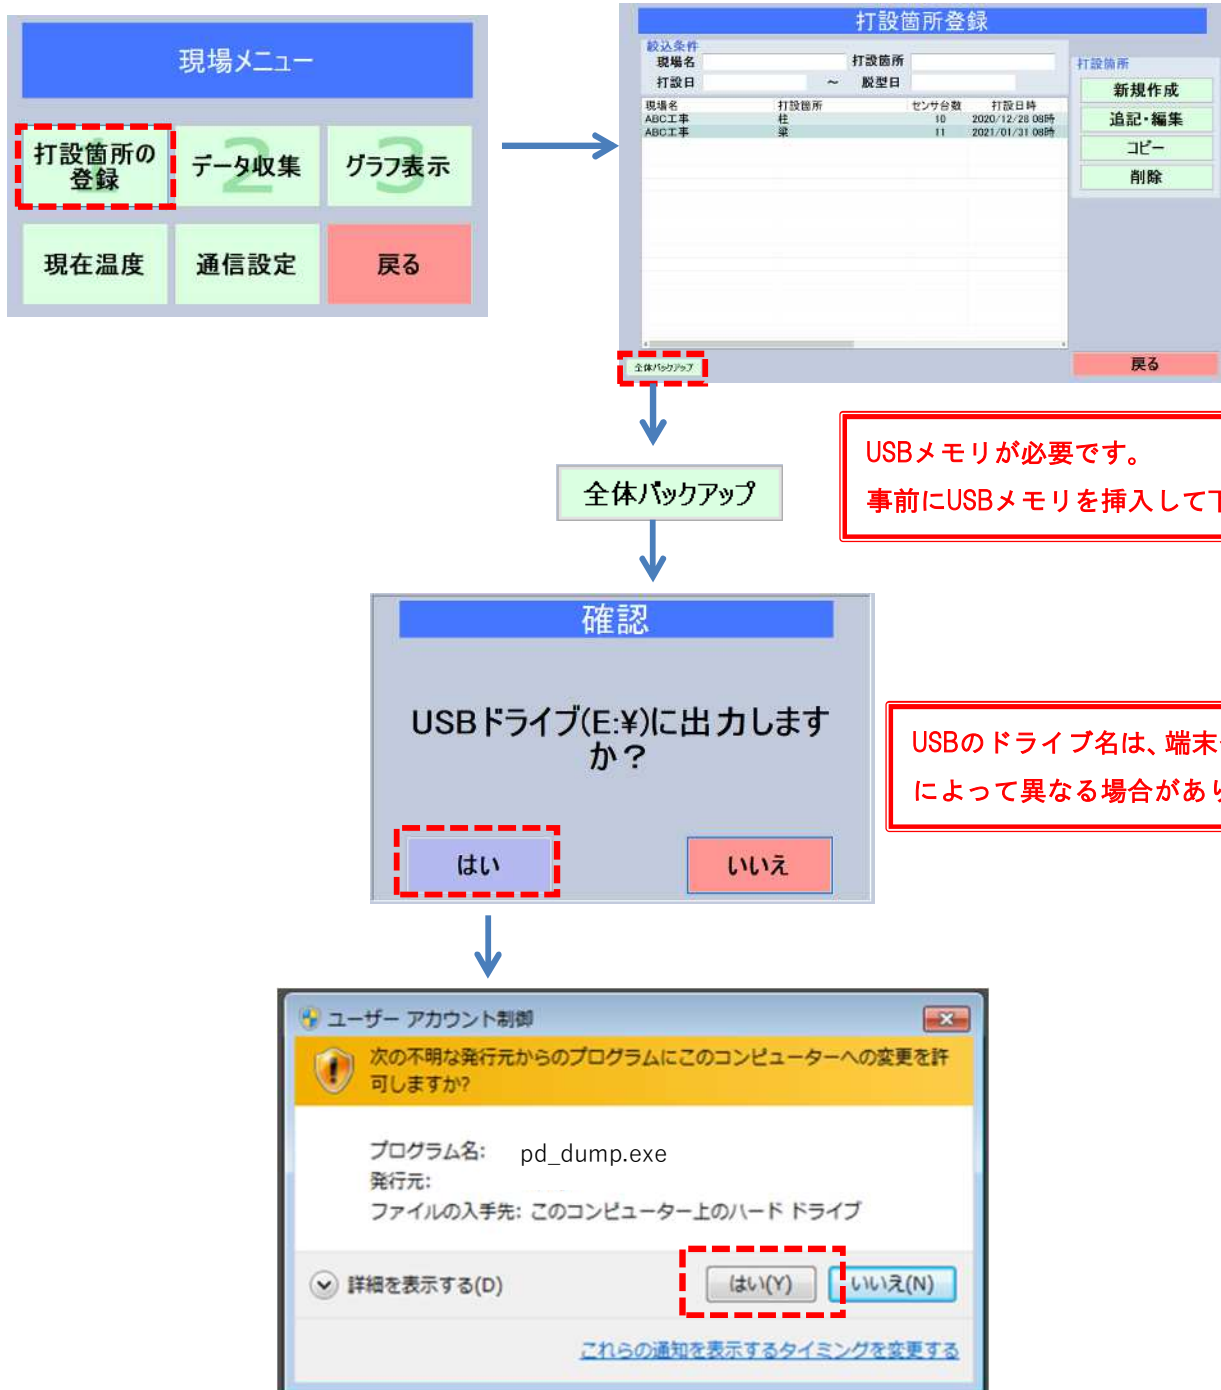 現場メニュー
打設箇所の
登録
データ収集
グラフ表示
現在温度
通信設定
戻る
打設箇所登録
絞込条件
現場名
打設箇所
打設日 ～ 脱型日
現場名 打設箇所 センサ台数 打設日時
ABC工事 柱 10 2020/12/28 08時
ABC工事 梁 11 2021/01/31 08時
打設箇所
新規作成
追記・編集
コピー
削除
全体バックアップ
戻る
USBメモリが必要です。
事前にUSBメモリを挿入して
全体バックアップ
確認
USBドライブ(E:¥)に出力します
か？
はい
いいえ
USBのドライブ名は、端末
によって異なる場合があ
ユーザー アカウント制御
次の不明な発行元からのプログラムにこのコンピューターへの変更を許
可しますか?
プログラム名: pd_dump.exe
発行元:
ファイルの入手先: このコンピューター上のハード ドライブ
詳細を表示する(D)
はい(Y)
いいえ(N)
これらの通知を表示するタイミングを変更する